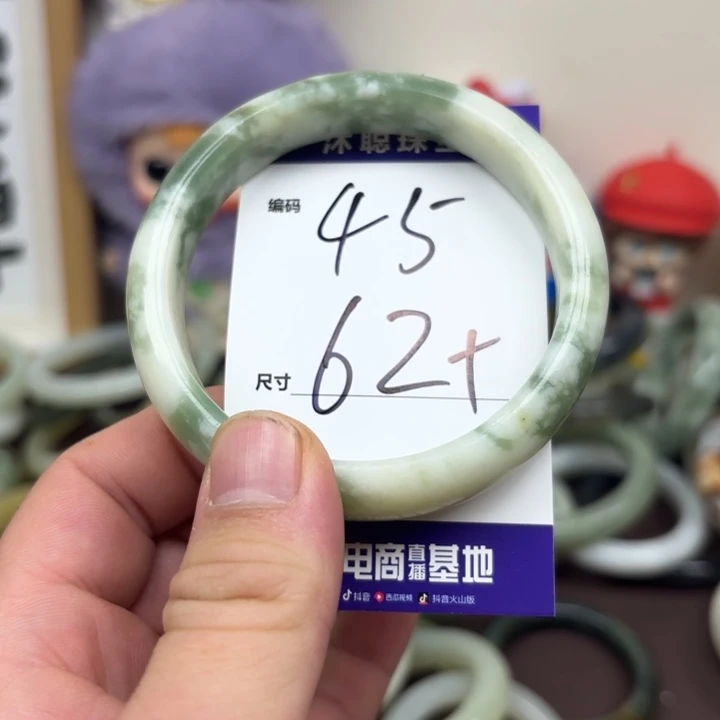 沐聪珠宝
编码 45
尺寸 62+
电商直播基地
抖音 西瓜视频 抖音火山版